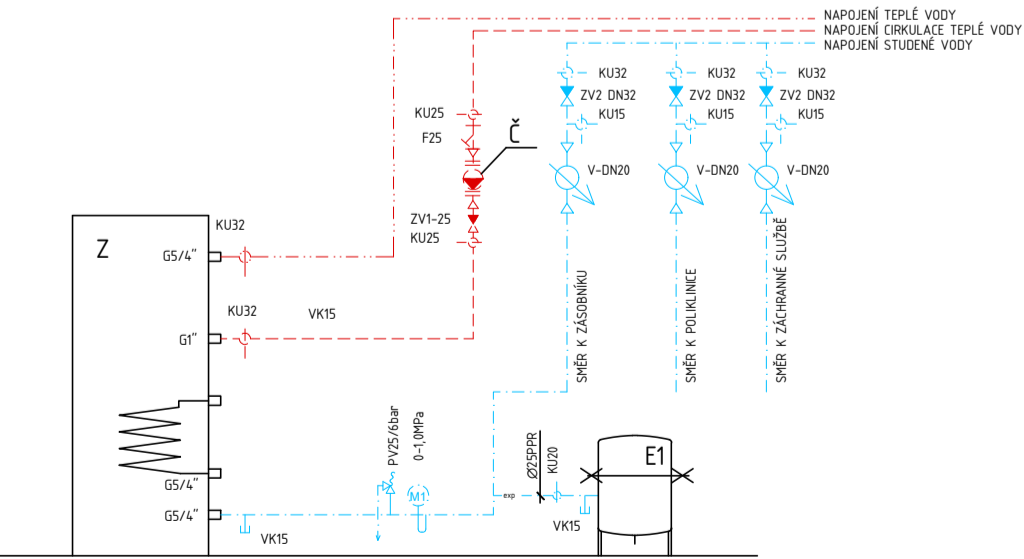 NAPOJENÍ TEPLÉ VODY
NAPOJENÍ CIRKULACE TEPLÉ VODY
NAPOJENÍ STUDENÉ VODY
KU32
KU32
KU32
ZV2 DN32
ZV2 DN32
ZV2 DN32
KU25
KU15
KU15
KU15
F25
Č
V-DN20
V-DN20
V-DN20
ZV1-25
KU25
KU32
Z
G5/4"
SMĚR K ZÁSOBNÍKU
SMĚR K POLIKLINICE
SMĚR K ZÁCHRANNÉ SLUŽBĚ
KU32
VK15
G1"
PV25/6bar
0-1,0MPa
Ø25PPR
KU20
E1
G5/4"
M1
exp
G5/4"
VK15
VK15